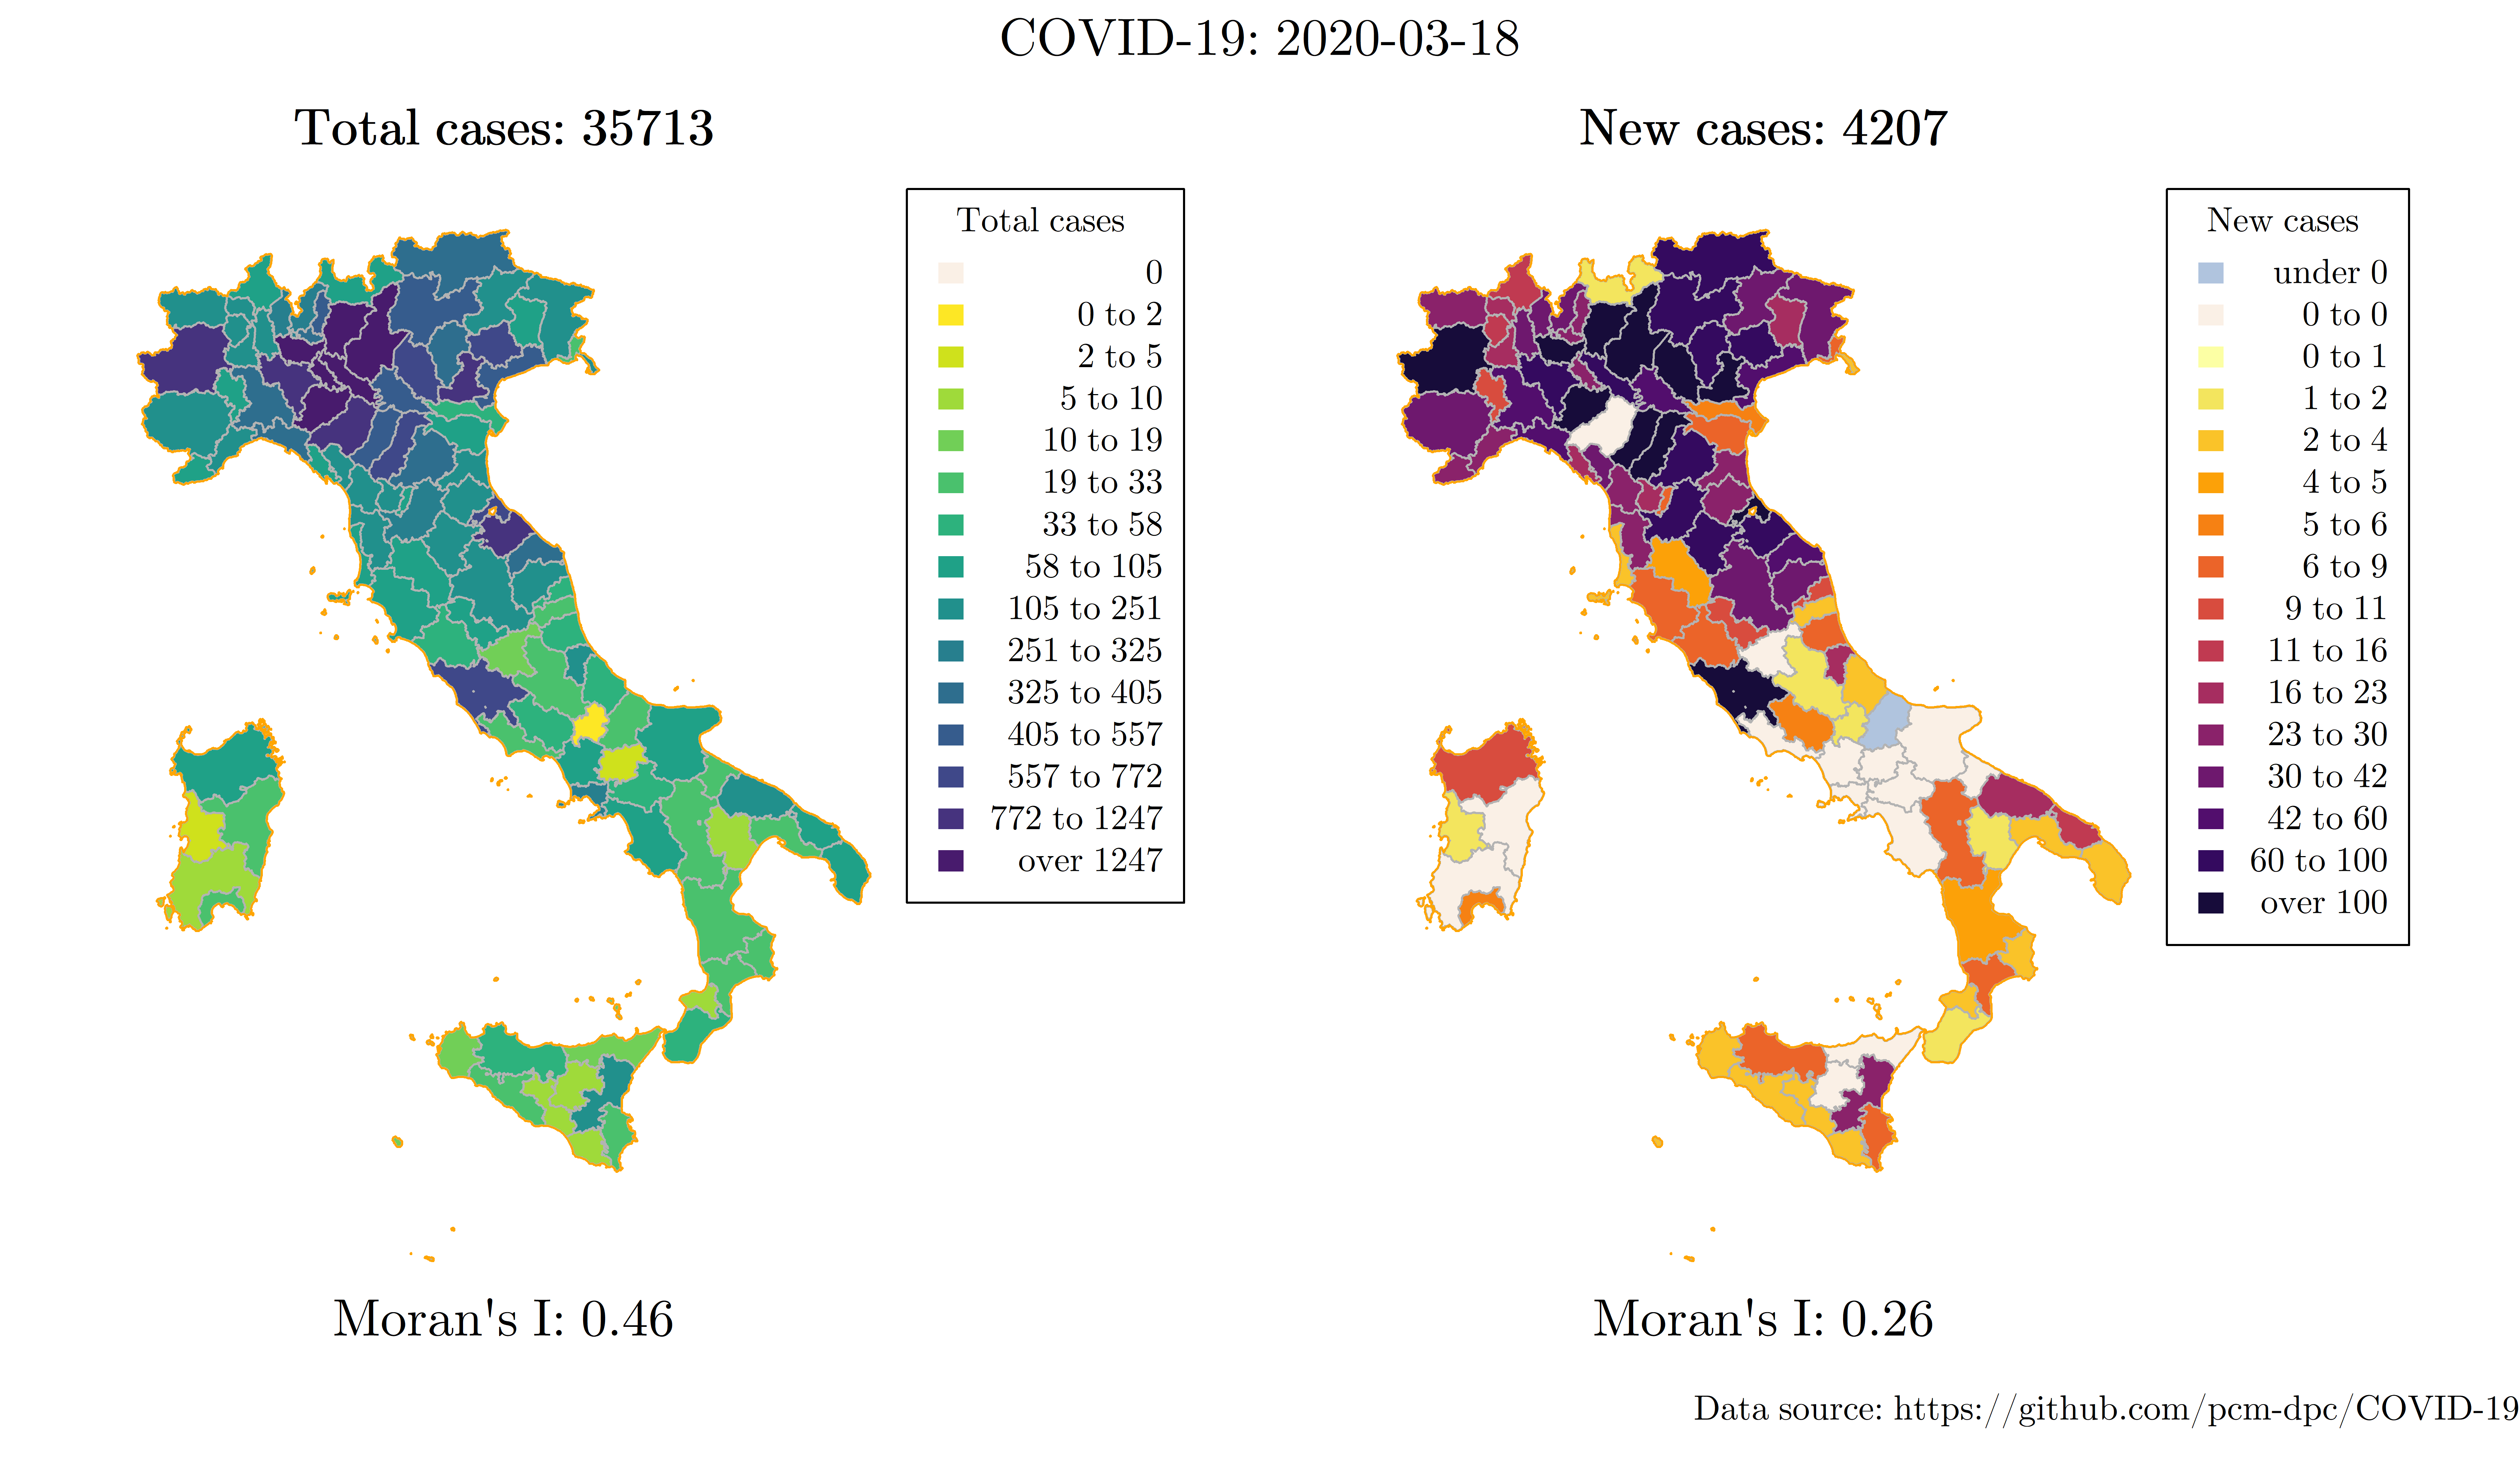 COVID-19: 2020-03-18
Total cases: 35713
Total cases
0
0 to 2
2 to 5
5 to 10
10 to 19
19 to 33
33 to 58
58 to 105
105 to 251
251 to 325
325 to 405
405 to 557
557 to 772
772 to 1247
over 1247
Moran's I: 0.46
New cases: 4207
New cases
under 0
0 to 0
0 to 1
1 to 2
2 to 4
4 to 5
5 to 6
6 to 9
9 to 11
11 to 16
16 to 23
23 to 30
30 to 42
42 to 60
60 to 100
over 100
Moran's I: 0.26
Data source: https://github.com/pcm-dpc/COVID-19